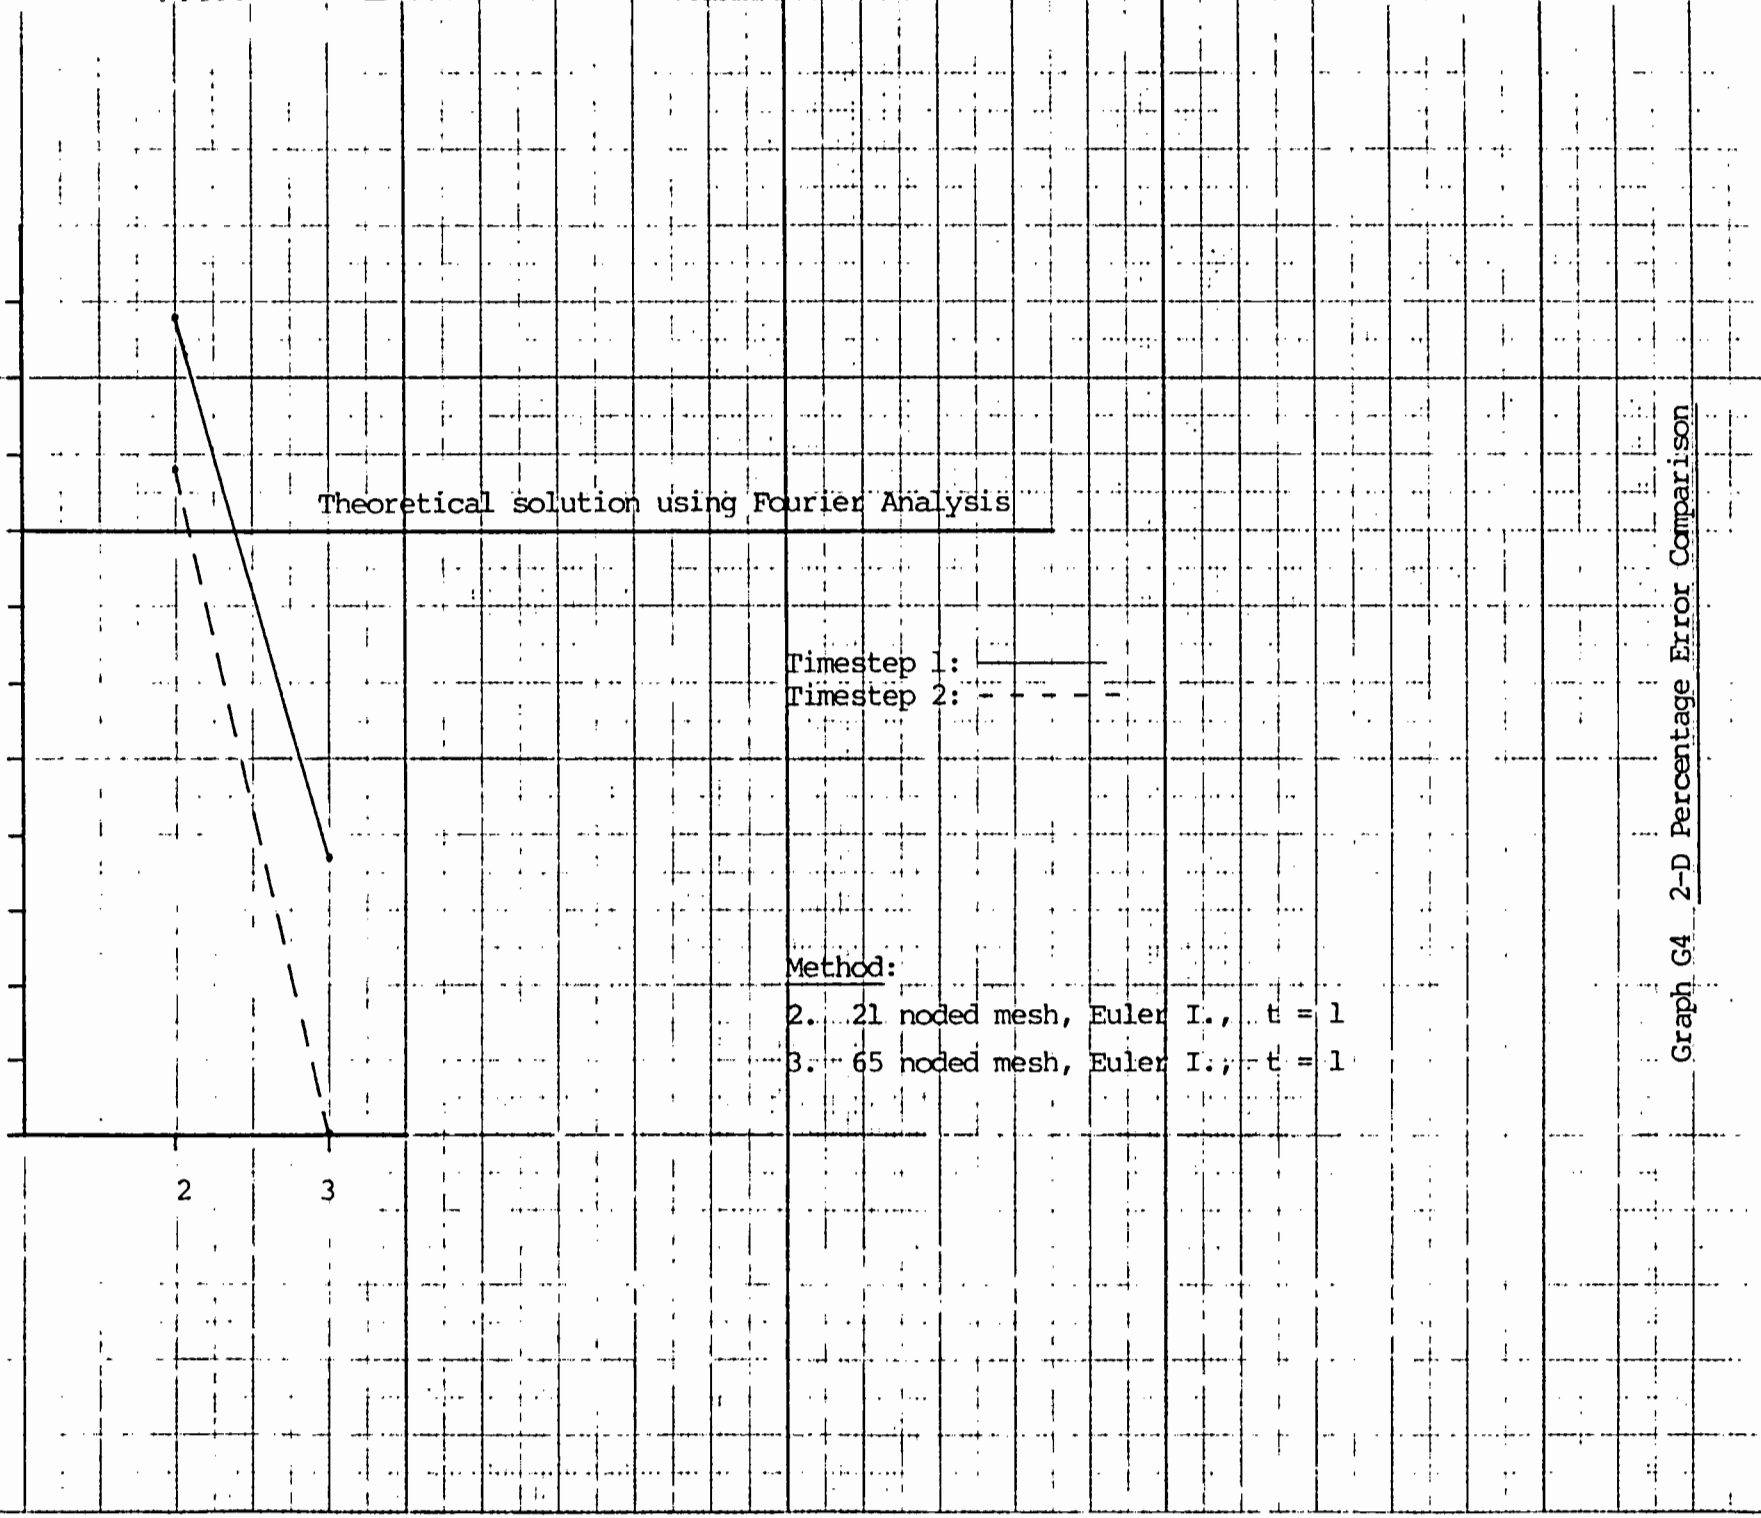 Theoretical solution using Fourier Analysis
Timestep 1:
Timestep 2:
Method:
2. 21 noded mesh, Euler I., t = 1
3. 65 noded mesh, Euler I., t = 1
2 3
Graph G4 2-D Percentage Error Comparison